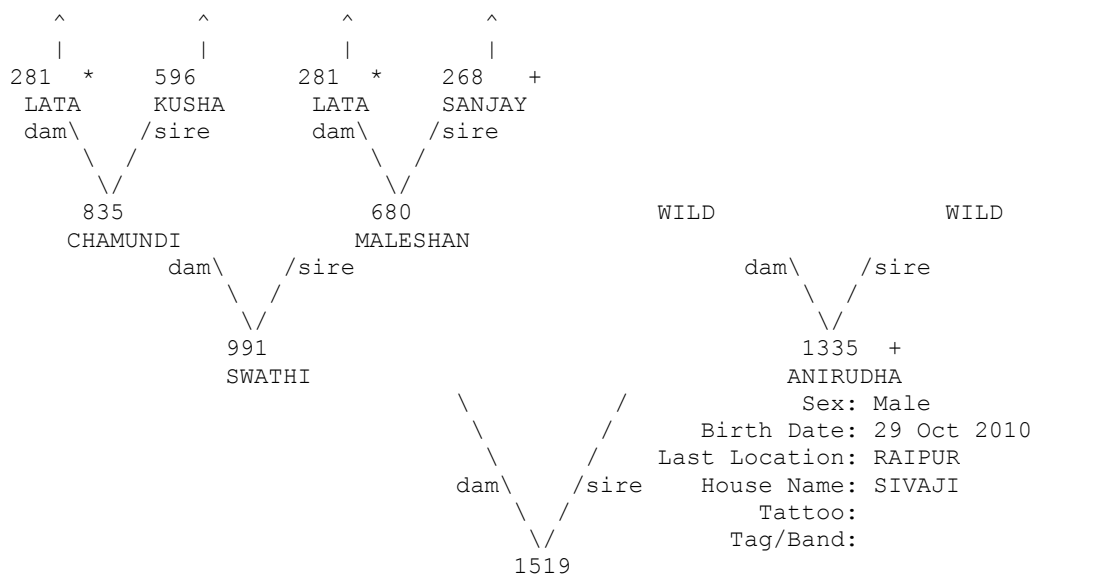 ^         ^         ^         ^
   |         |         |         |
281  *    596       281  *    268   +
 LATA     KUSHA      LATA     SANJAY
 dam\    /sire       dam\    /sire
     \  /                \  /
      \/                  \/
     835                 680                 WILD                WILD
    CHAMUNDI            MALESHAN
           dam\    /sire                           dam\    /sire
               \  /                                    \  /
                \/                                      \/
               991                                     1335  +
               SWATHI                                 ANIRUDHA
                               \          /            Sex: Male
                                \        /      Birth Date: 29 Oct 2010
                                 \      /    Last Location: RAIPUR
                               dam\    /sire    House Name: SIVAJI
                                   \  /             Tattoo:
                                    \/            Tag/Band:
                                   1519